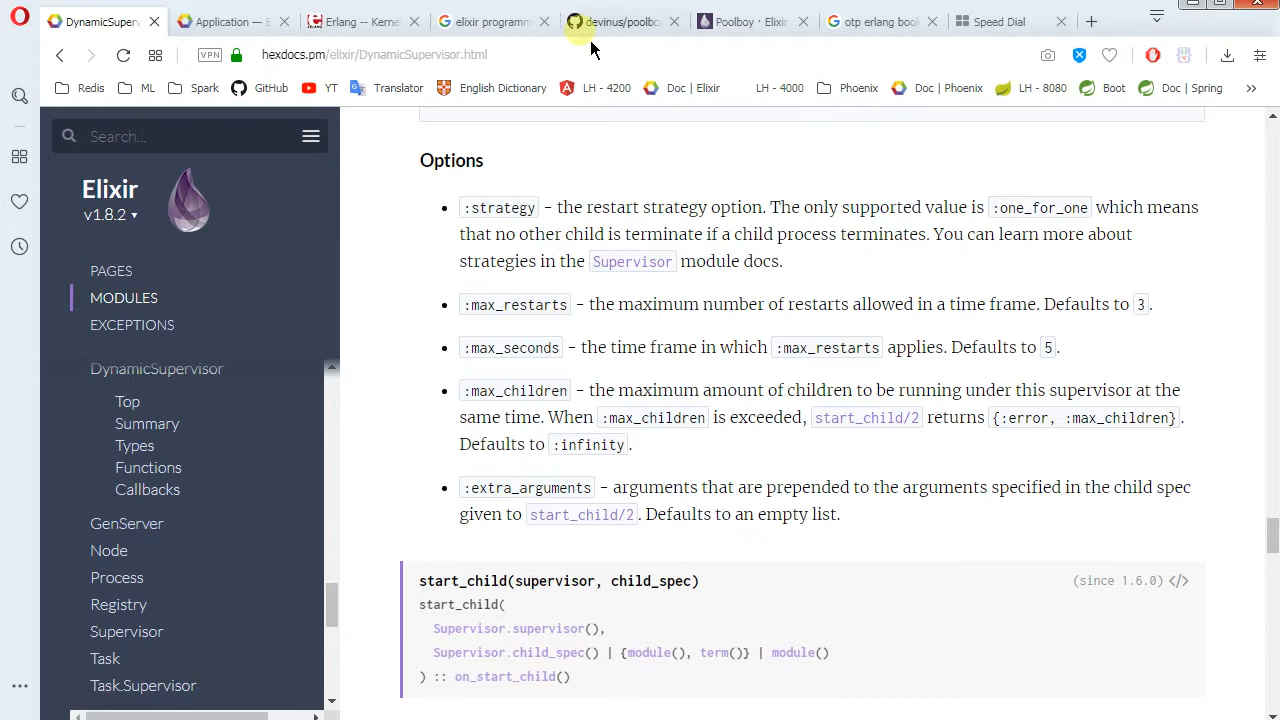 DynamicSuperv
Application — E
Erlang -- Kerne
elixir programm
devinus/poolbo
Poolboy · Elixir
otp erlang book
Speed Dial
VPN
hexdocs.pm/elixir/DynamicSupervisor.html
Redis
ML
Spark
GitHub
YT
Translator
English Dictionary
LH - 4200
Doc | Elixir
LH - 4000
Phoenix
Doc | Phoenix
LH - 8080
Boot
Doc | Spring
Search...
Elixir
v1.8.2
PAGES
MODULES
EXCEPTIONS
DynamicSupervisor
Top
Summary
Types
Functions
Callbacks
GenServer
Node
Process
Registry
Supervisor
Task
Task.Supervisor
Options
:strategy - the restart strategy option. The only supported value is :one_for_one which means
that no other child is terminate if a child process terminates. You can learn more about
strategies in the Supervisor module docs.
:max_restarts - the maximum number of restarts allowed in a time frame. Defaults to 3.
:max_seconds - the time frame in which :max_restarts applies. Defaults to 5.
:max_children - the maximum amount of children to be running under this supervisor at the
same time. When :max_children is exceeded, start_child/2 returns {:error, :max_children}.
Defaults to :infinity.
:extra_arguments - arguments that are prepended to the arguments specified in the child spec
given to start_child/2. Defaults to an empty list.
start_child(supervisor, child_spec)
(since 1.6.0) </>
start_child(
Supervisor.supervisor(),
Supervisor.child_spec() | {module(), term()} | module()
) :: on_start_child()